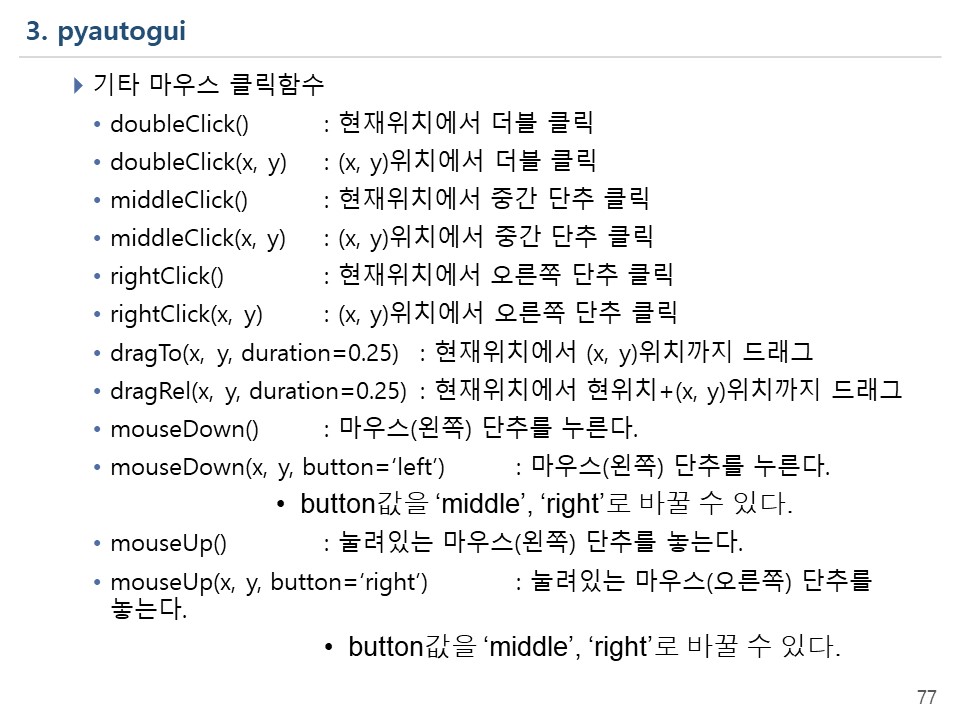 3. pyautogui
기타 마우스 클릭함수
• doubleClick() : 현재위치에서 더블 클릭
• doubleClick(x, y) : (x, y)위치에서 더블 클릭
• middleClick() : 현재위치에서 중간 단추 클릭
• middleClick(x, y) : (x, y)위치에서 중간 단추 클릭
• rightClick() : 현재위치에서 오른쪽 단추 클릭
• rightClick(x, y) : (x, y)위치에서 오른쪽 단추 클릭
• dragTo(x, y, duration=0.25) : 현재위치에서 (x, y)위치까지 드래그
• dragRel(x, y, duration=0.25) : 현재위치에서 현위치+(x, y)위치까지 드래그
• mouseDown() : 마우스(왼쪽) 단추를 누른다.
• mouseDown(x, y, button=‘left’) : 마우스(왼쪽) 단추를 누른다.
• button값을 ‘middle’, ‘right’로 바꿀 수 있다.
• mouseUp() : 눌려있는 마우스(왼쪽) 단추를 놓는다.
• mouseUp(x, y, button=‘right’) : 눌려있는 마우스(오른쪽) 단추를
놓는다.
• button값을 ‘middle’, ‘right’로 바꿀 수 있다.
77